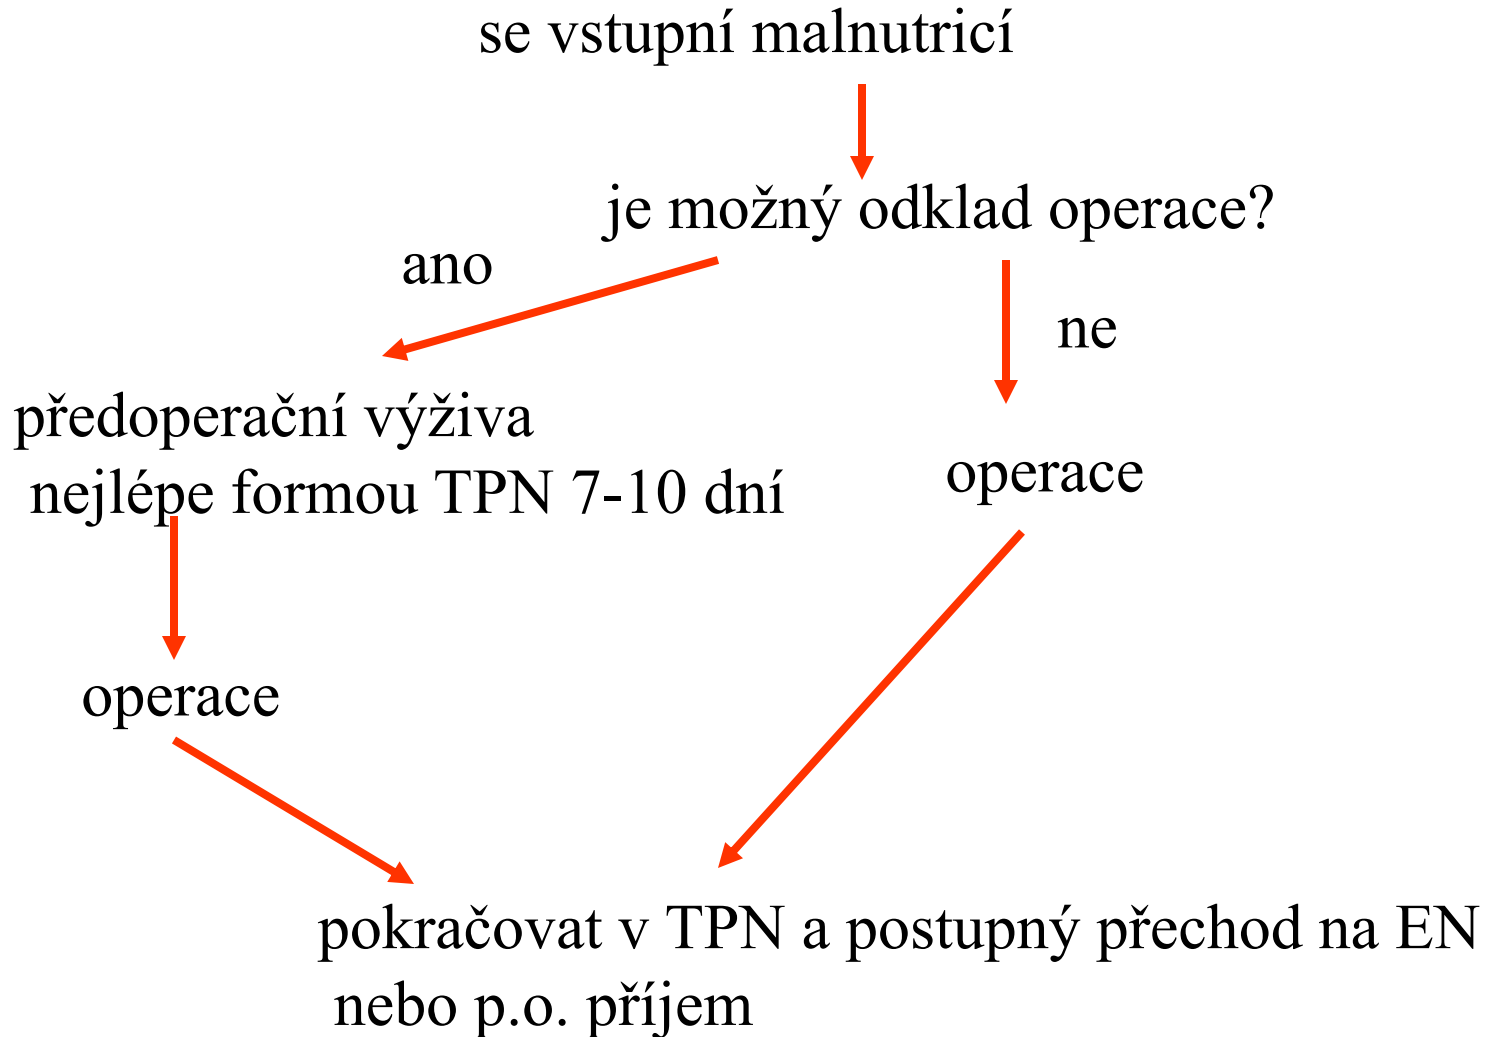 se vstupní malnutricí
je možný odklad operace?
ano
ne
předoperační výživa
nejlépe formou TPN 7-10 dní
operace
operace
pokračovat v TPN a postupný přechod na EN
nebo p.o. příjem